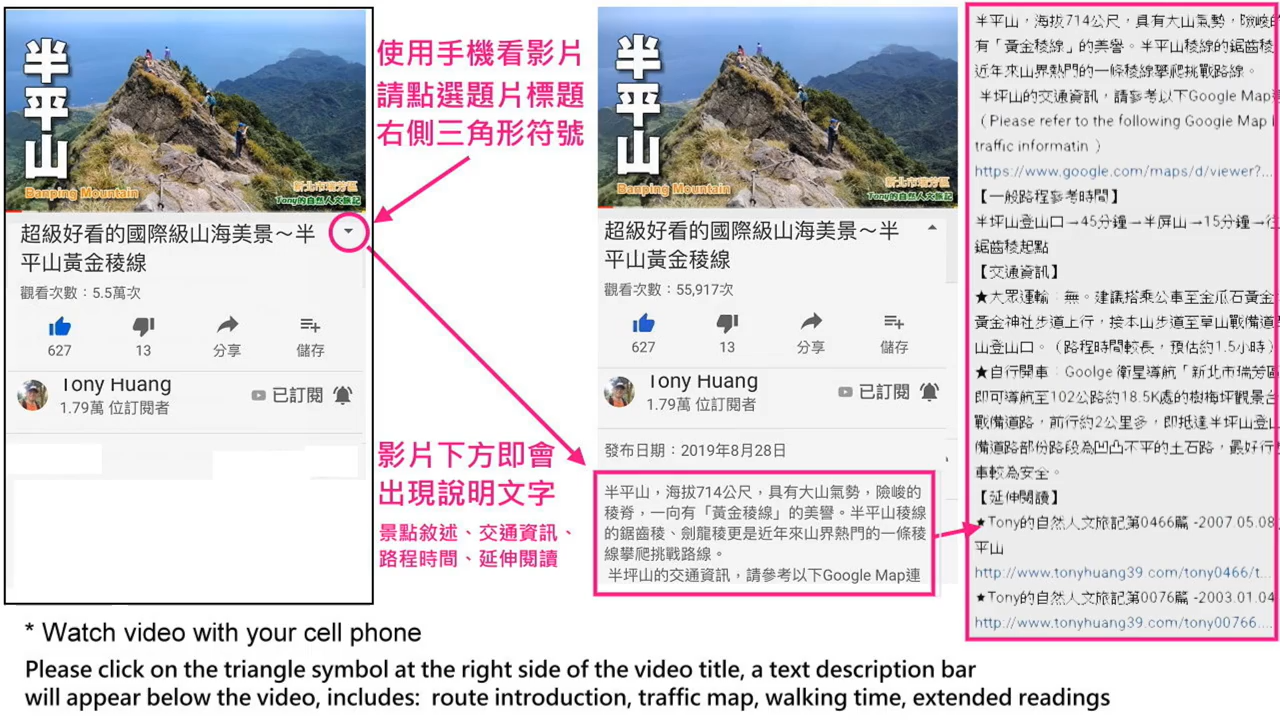 半平山
Banping Mountain
新北市瑞芳區
Tony的自然人文旅記
超級好看的國際級山海美景～半
平山黃金稜線
觀看次數：5.5萬次
627
13
分享
儲存
Tony Huang
1.79萬 位訂閱者
已訂閱
使用手機看影片
請點選題片標題
右側三角形符號
影片下方即會
出現說明文字
景點敘述、交通資訊、
路程時間、延伸閱讀
半平山
Banping Mountain
新北市瑞芳區
Tony的自然人文旅記
超級好看的國際級山海美景～半
平山黃金稜線
觀看次數：55,917次
627
13
分享
儲存
Tony Huang
1.79萬 位訂閱者
已訂閱
發布日期：2019年8月28日
半平山，海拔714公尺，具有大山氣勢，險峻的
稜脊，一向有「黃金稜線」的美譽。半平山稜線
的鋸齒稜、劍龍稜更是近年來山界熱門的一條稜
線攀爬挑戰路線。
半坪山的交通資訊，請參考以下Google Map連
半平山，海拔714公尺，具有大山氣勢，險峻
有「黃金稜線」的美譽。半平山稜線的鋸齒稜
近年來山界熱門的一條稜線攀爬挑戰路線。
半坪山的交通資訊，請參考以下Google Map
（Please refer to the following Google Map
traffic informatin ）
https://www.google.com/maps/d/viewer?...
【一般路程參考時間】
半坪山登山口→45分鐘→半屏山→15分鐘→往
鋸齒稜起點
【交通資訊】
★大眾運輸：無。建議搭乘公車至金瓜石黃金
黃金神社步道上行，接本山步道至草山戰備道
山登山口。（路程時間較長，預估約1.5小時）
★自行開車：Goolge 衛星導航「新北市瑞芳區
即可導航至102公路約18.5K處的樹梅坪觀景台
戰備道路，前行約2公里多，即抵達半坪山登山
備道路部份路段為凹凸不平的土石路，最好行
車較為安全。
【延伸閱讀】
★Tony的自然人文旅記第0466篇 -2007.05.08
平山
http://www.tonyhuang39 com/tony0466/t...
★Tony的自然人文旅記第0076篇 -2003.01.04
http://www.tonyhuang39.com/tony00766....
* Watch video with your cell phone
Please click on the triangle symbol at the right side of the video title, a text description bar
will appear below the video, includes: route introduction, traffic map, walking time, extended readings